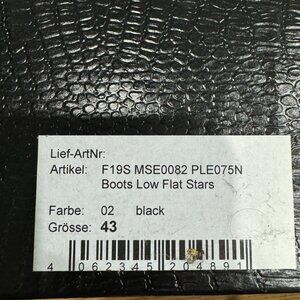 Lief-ArtNr:
Artikel: F19S MSE0082 PLE075N
Boots Low Flat Stars
Farbe: 02 black
Grösse: 43
4 062345 204891